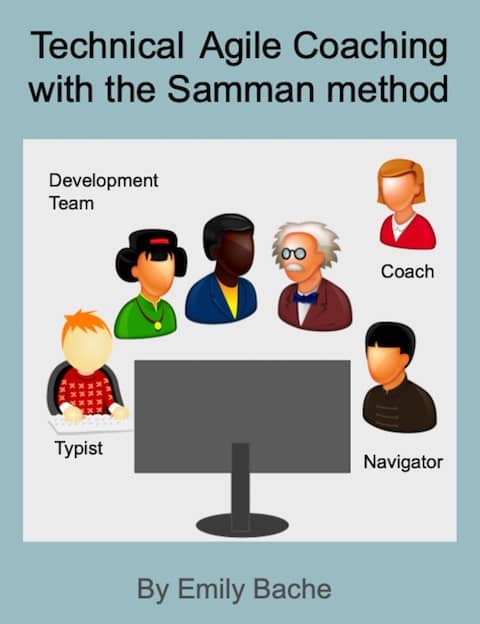 Technical Agile Coaching
with the Samman method
Development
Team
Coach
Typist
Navigator
By Emily Bache